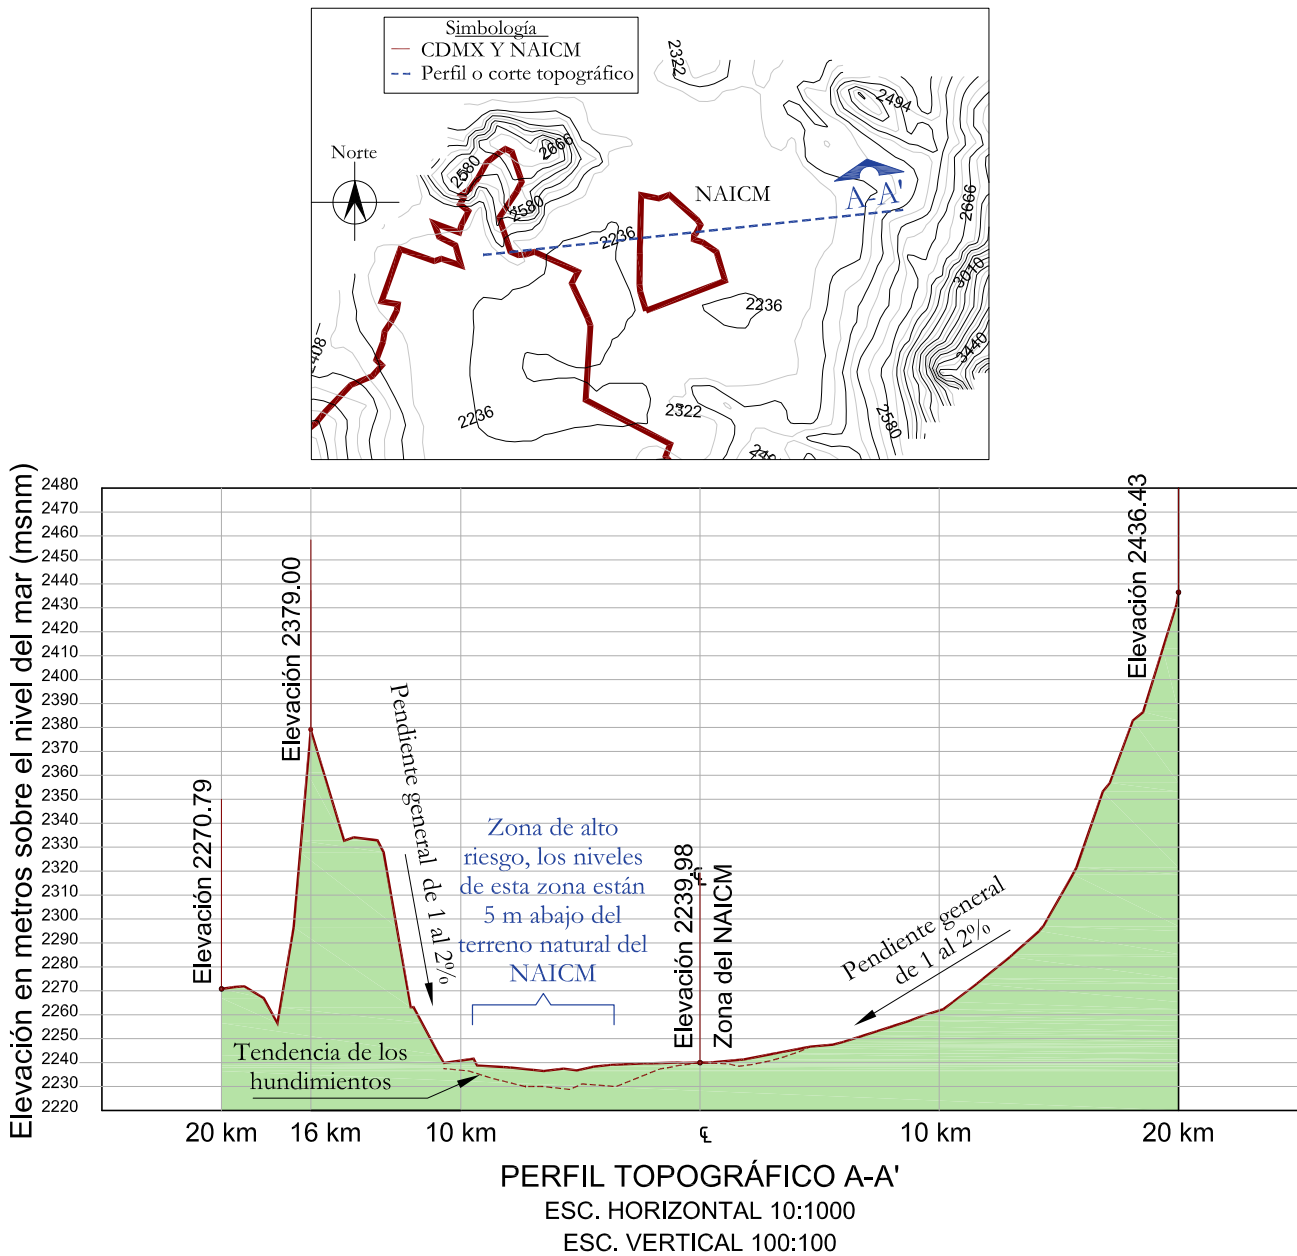 Simbología
CDMX Y NAICM
Perfil o corte topográfico
Norte
2322
2494
2666
2580
2580
NAICM
A-A'
2236
2666
3010
2236
3440
2408
2236
2322
2580
Elevación en metros sobre el nivel del mar (msnm)
2480
2470
2460
2450
2440
2430
2420
2410
2400
2390
2380
2370
2360
2350
2340
2330
2320
2310
2300
2290
2280
2270
2260
2250
2240
2230
2220
Elevación 2270.79
Elevación 2379.00
Pendiente general de 1 al 2%
Zona de alto
riesgo, los niveles
de esta zona están
5 m abajo del
terreno natural del
NAICM
Elevación 2239.98
℄
Zona del NAICM
Pendiente general
de 1 al 2%
Elevación 2436.43
Tendencia de los
hundimientos
20 km
16 km
10 km
℄
10 km
20 km
PERFIL TOPOGRÁFICO A-A'
ESC. HORIZONTAL 10:1000
ESC. VERTICAL 100:100